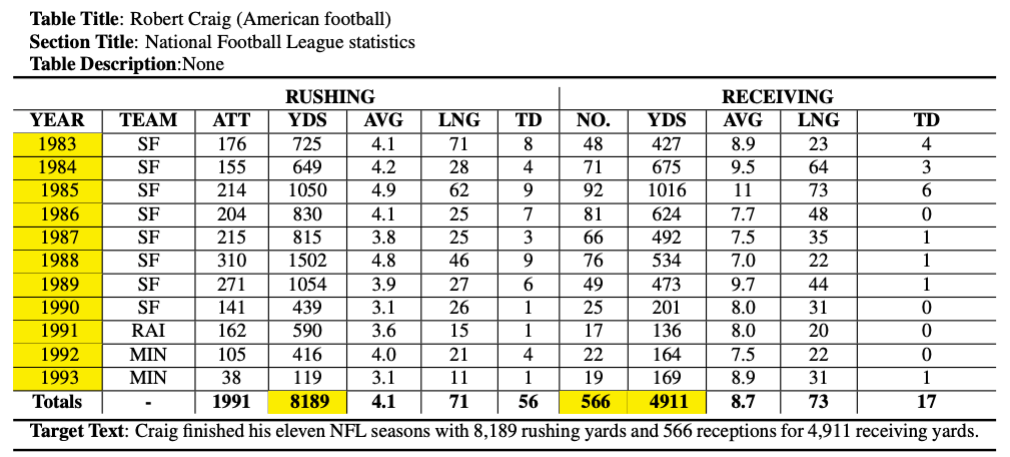 Table Title: Robert Craig (American football)
Section Title: National Football League statistics
Table Description:None
RUSHING RECEIVING
YEAR TEAM ATT YDS AVG LNG TD NO. YDS AVG LNG TD
1983 SF 176 725 4.1 71 8 48 427 8.9 23 4
1984 SF 155 649 4.2 28 4 71 675 9.5 64 3
1985 SF 214 1050 4.9 62 9 92 1016 11 73 6
1986 SF 204 830 4.1 25 7 81 624 7.7 48 0
1987 SF 215 815 3.8 25 3 66 492 7.5 35 1
1988 SF 310 1502 4.8 46 9 76 534 7.0 22 1
1989 SF 271 1054 3.9 27 6 49 473 9.7 44 1
1990 SF 141 439 3.1 26 1 25 201 8.0 31 0
1991 RAI 162 590 3.6 15 1 17 136 8.0 20 0
1992 MIN 105 416 4.0 21 4 22 164 7.5 22 0
1993 MIN 38 119 3.1 11 1 19 169 8.9 31 1
Totals - 1991 8189 4.1 71 56 566 4911 8.7 73 17
Target Text: Craig finished his eleven NFL seasons with 8,189 rushing yards and 566 receptions for 4,911 receiving yards.